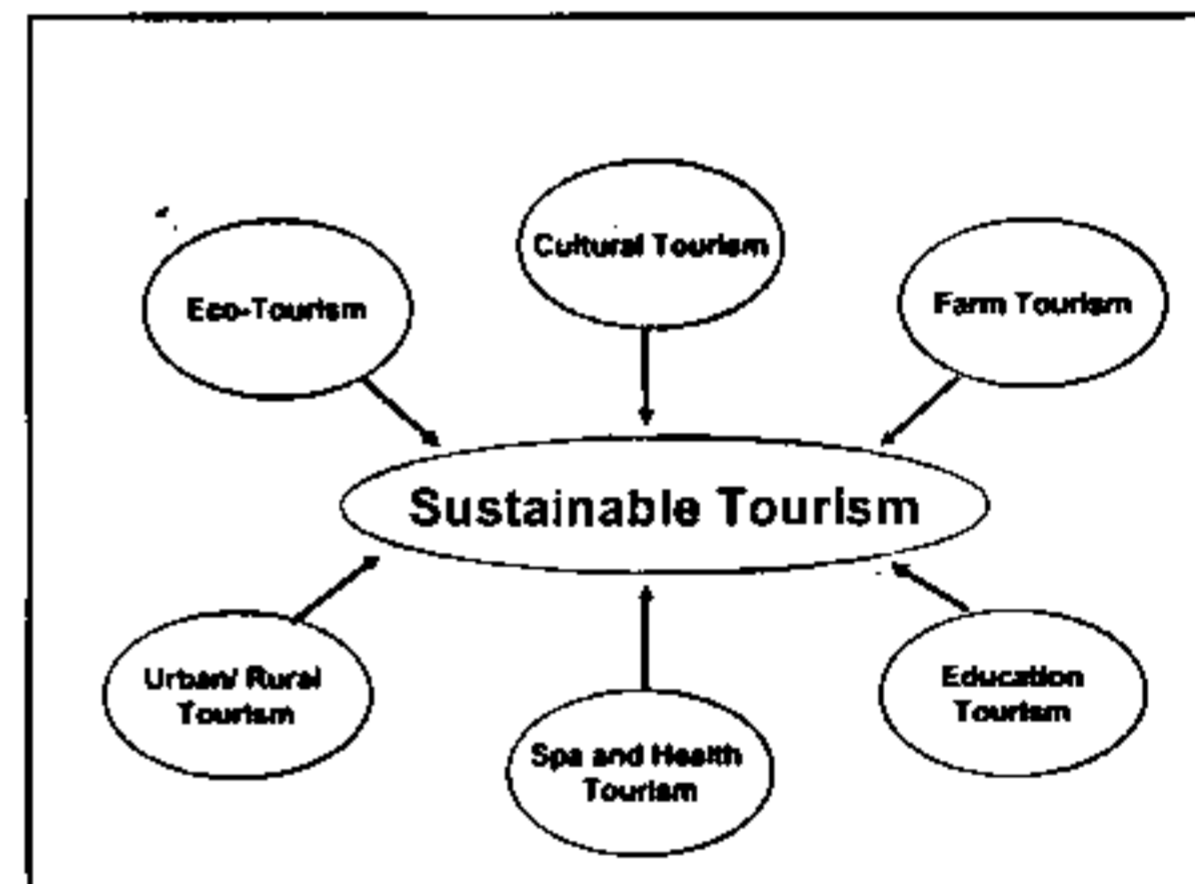 Cultural Tourism
Eco-Tourism
Farm Tourism
Sustainable Tourism
Urban/ Rural
Tourism
Education
Tourism
Spa and Health
Tourism